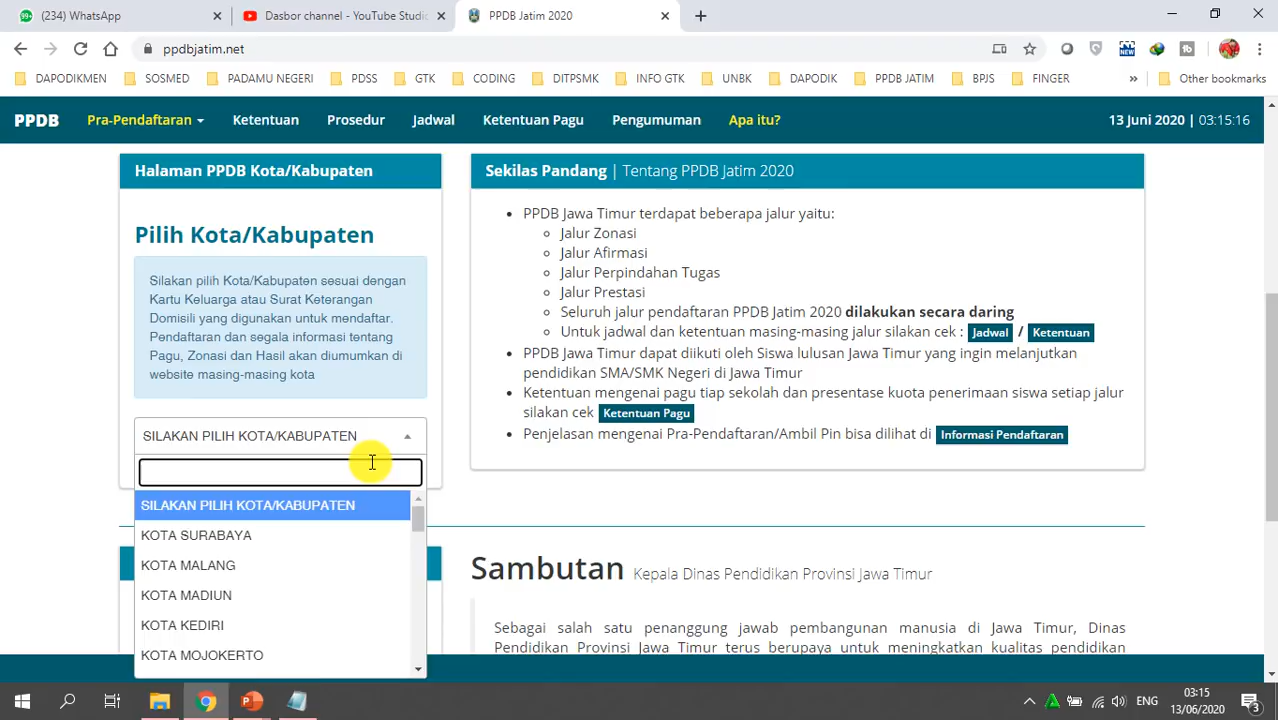 (234) WhatsApp
Dasbor channel - YouTube Studio
PPDB Jatim 2020
ppdbjatim.net
NEW
DAPODIKMEN
SOSMED
PADAMU NEGERI
PDSS
GTK
CODING
DITPSMK
INFO GTK
UNBK
DAPODIK
PPDB JATIM
BPJS
FINGER
Other bookmarks
PPDB
Pra-Pendaftaran
Ketentuan
Prosedur
Jadwal
Ketentuan Pagu
Pengumuman
Apa itu?
13 Juni 2020 | 03:15:16
Halaman PPDB Kota/Kabupaten
Pilih Kota/Kabupaten
Silakan pilih Kota/Kabupaten sesuai dengan
Kartu Keluarga atau Surat Keterangan
Domisili yang digunakan untuk mendaftar.
Pendaftaran dan segala informasi tentang
Pagu, Zonasi dan Hasil akan diumumkan di
website masing-masing kota
SILAKAN PILIH KOTA/KABUPATEN
SILAKAN PILIH KOTA/KABUPATEN
KOTA SURABAYA
KOTA MALANG
KOTA MADIUN
KOTA KEDIRI
KOTA MOJOKERTO
Sekilas Pandang | Tentang PPDB Jatim 2020
PPDB Jawa Timur terdapat beberapa jalur yaitu:
Jalur Zonasi
Jalur Afirmasi
Jalur Perpindahan Tugas
Jalur Prestasi
Seluruh jalur pendaftaran PPDB Jatim 2020 dilakukan secara daring
Untuk jadwal dan ketentuan masing-masing jalur silakan cek : Jadwal / Ketentuan
PPDB Jawa Timur dapat diikuti oleh Siswa lulusan Jawa Timur yang ingin melanjutkan
pendidikan SMA/SMK Negeri di Jawa Timur
Ketentuan mengenai pagu tiap sekolah dan presentase kuota penerimaan siswa setiap jalur
silakan cek Ketentuan Pagu
Penjelasan mengenai Pra-Pendaftaran/Ambil Pin bisa dilihat di Informasi Pendaftaran
Sambutan Kepala Dinas Pendidikan Provinsi Jawa Timur
Sebagai salah satu penanggung jawab pembangunan manusia di Jawa Timur, Dinas
Pendidikan Provinsi Jawa Timur terus berupaya untuk meningkatkan kualitas pendidikan
ENG
03:15
13/06/2020
3